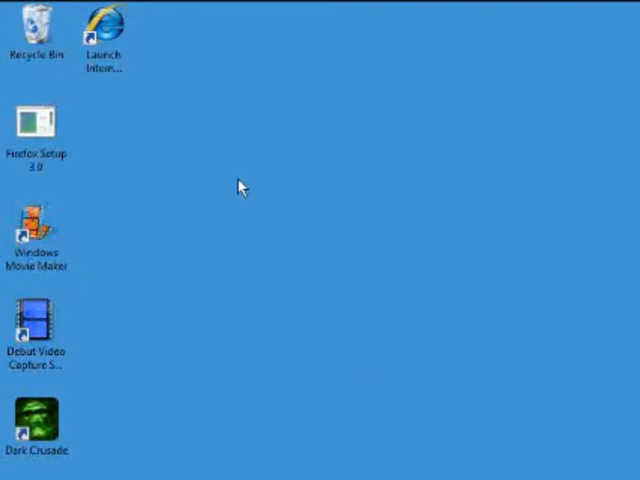 Recycle Bin
Launch
Intern...
Firefox Setup
3.0
Windows
Movie Maker
Debut Video
Capture S...
Dark Crusade